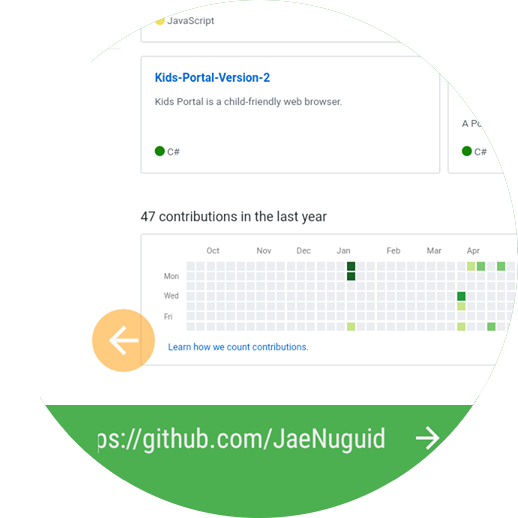 JavaScript
Kids-Portal-Version-2
Kids Portal is a child-friendly web browser.
A Po
C#
C#
47 contributions in the last year
Oct Nov Dec Jan Feb Mar Apr
Mon
Wed
Fri
Learn how we count contributions.
ps://github.com/JaeNuguid